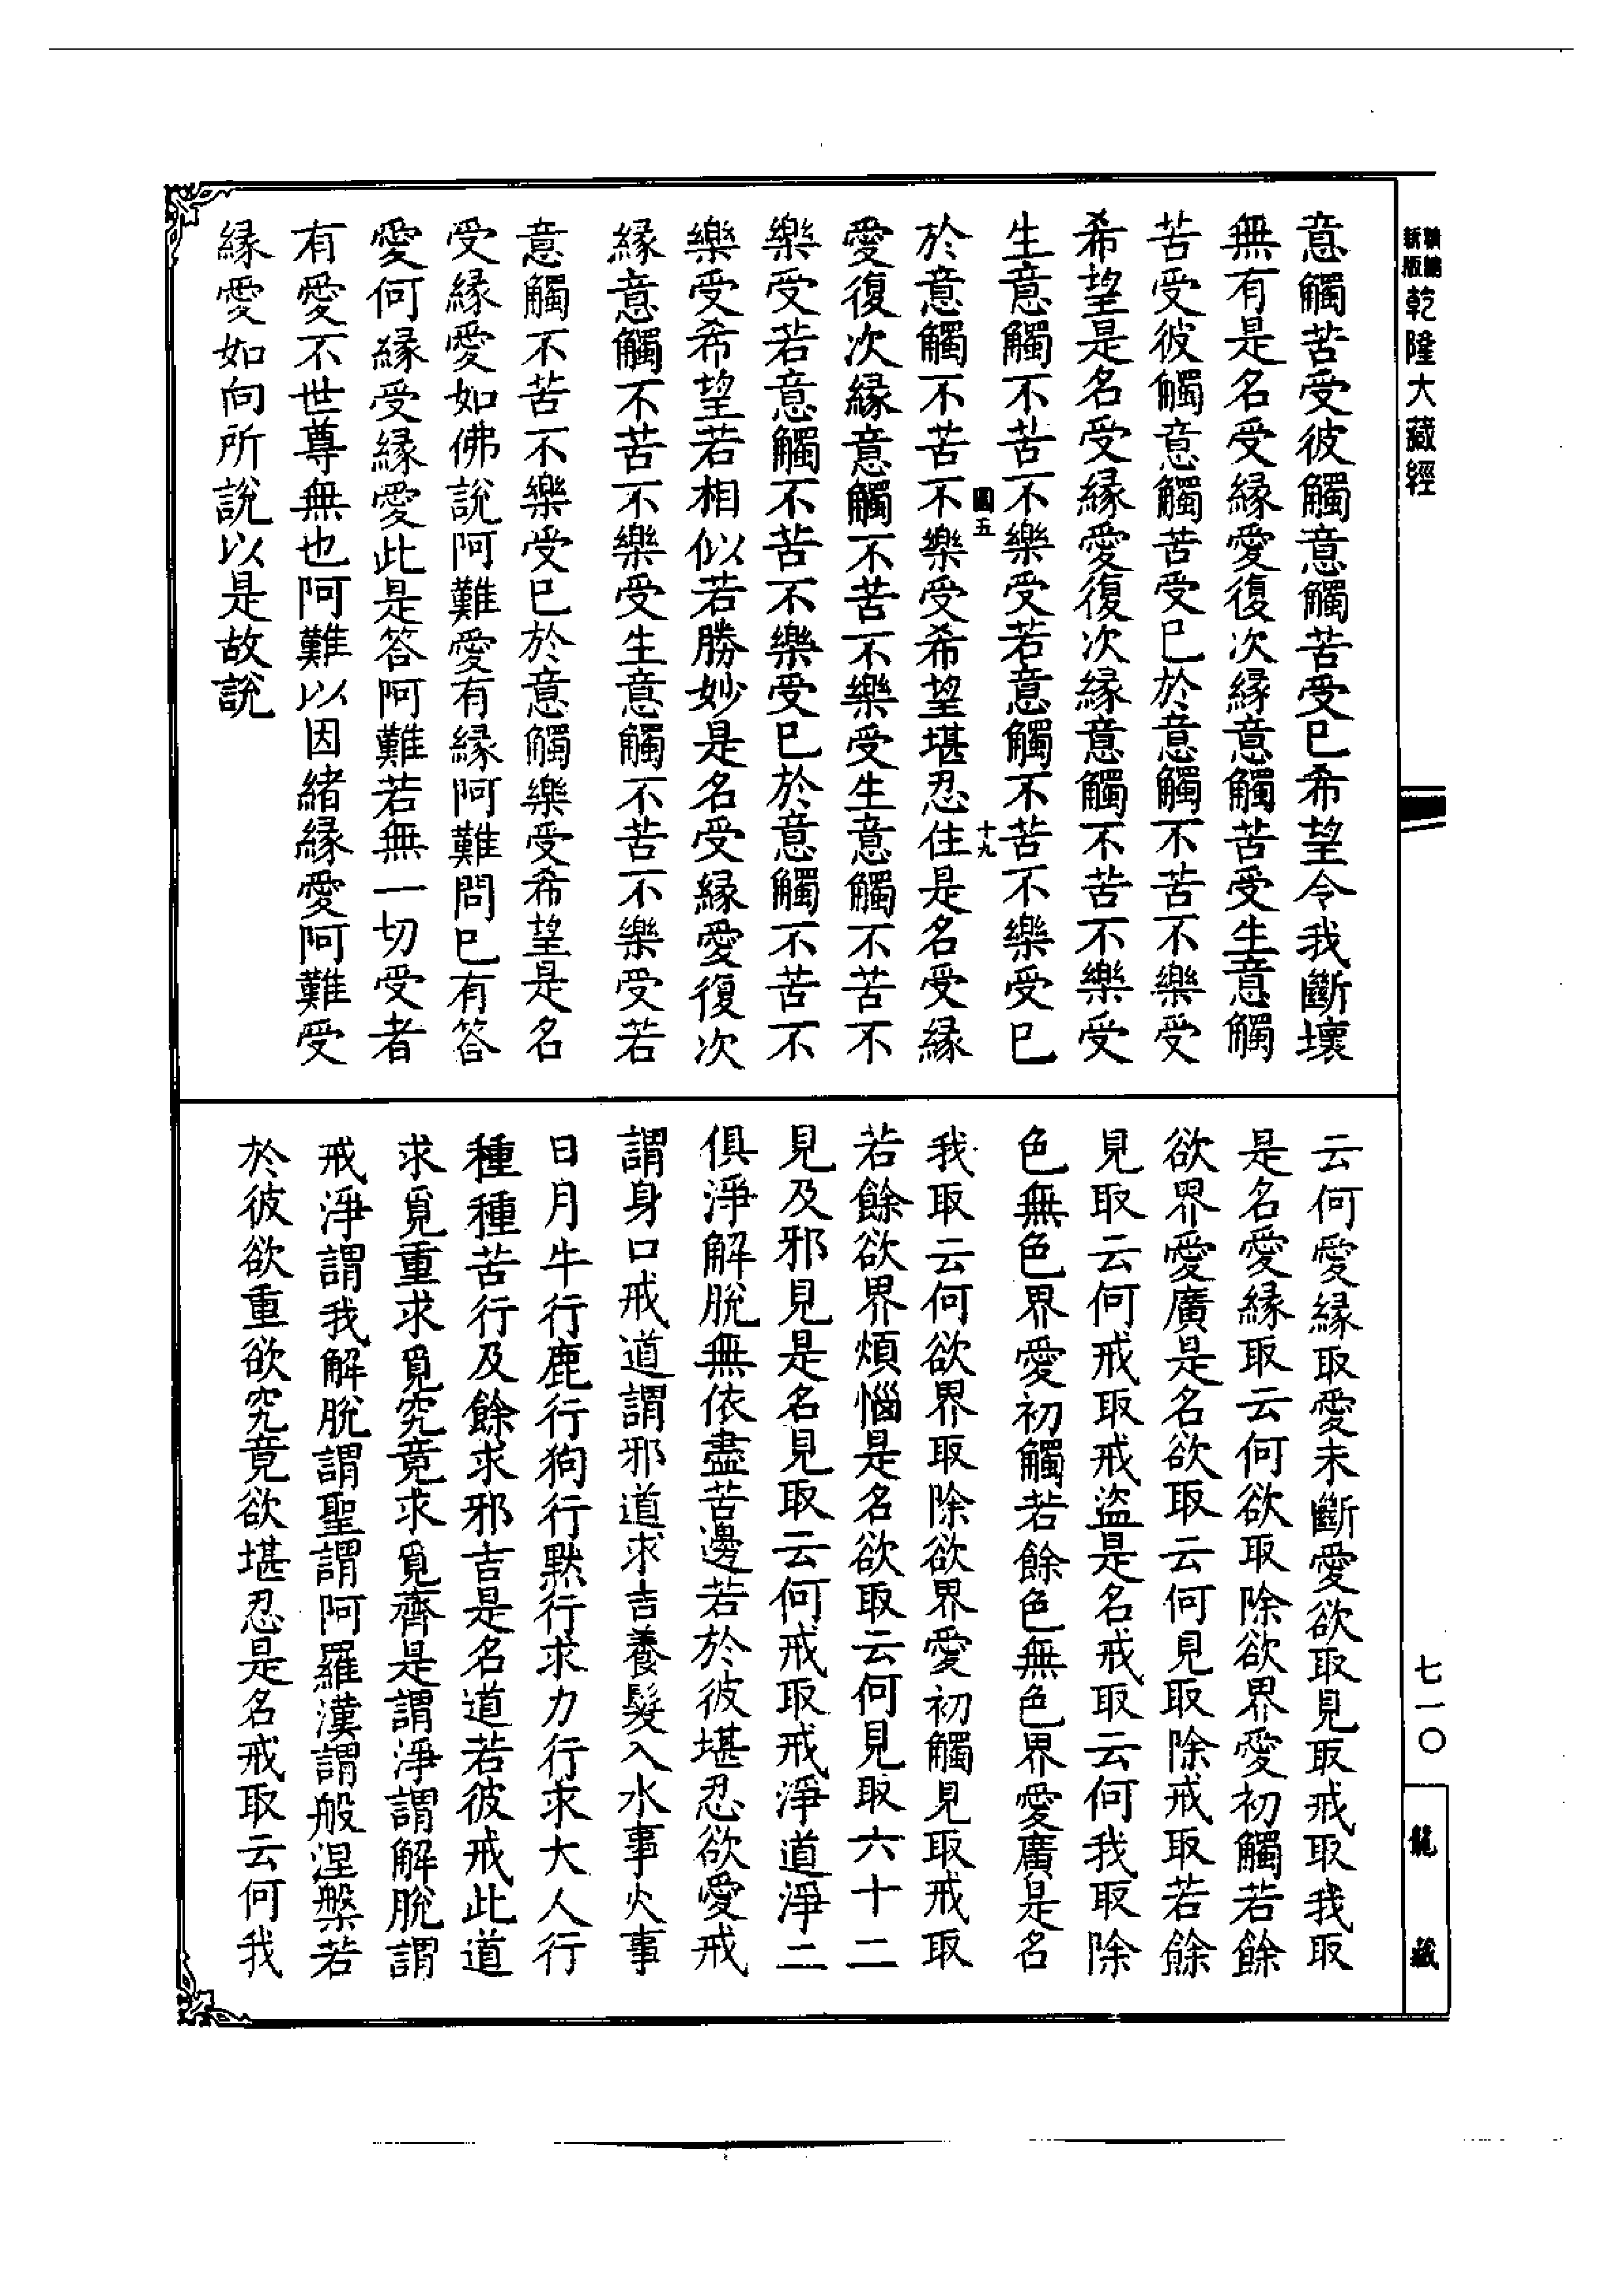 新編
新版
乾隆大藏經
意觸苦受彼觸意觸苦受已希望令我斷壞
無有是名受緣愛復次緣意觸苦受生意觸
苦受彼觸意觸苦受已於意觸不苦不樂受
希望是名受緣愛復次緣意觸不苦不樂受
生意觸不苦不樂受若意觸不苦不樂受已
圖五
十九
於意觸不苦不樂受希望堪忍住是名受緣
愛復次緣意觸不苦不樂受生意觸不苦不
樂受若意觸不苦不樂受已於意觸不苦不
樂受希望若相似若勝妙是名受緣愛復次
緣意觸不苦不樂受生意觸不苦不樂受若
意觸不苦不樂受已於意觸樂受希望是名
受緣愛如佛說阿難愛有緣阿難問已有答
愛何緣受緣愛此是答阿難若無一切受者
有愛不世尊無也阿難以因緒緣愛阿難受
緣愛如向所說以是故說
云何愛緣取愛未斷愛欲取見取戒取我取
是名愛緣取云何欲取除欲界愛初觸若餘
欲界愛廣是名欲取云何見取除戒取若餘
見取云何戒取戒盜是名戒取云何我取除
色無色界愛初觸若餘色無色界愛廣是名
我取云何欲界取除欲界愛初觸見取戒取
若餘欲界煩惱是名欲取云何見取六十二
見及邪見是名見取云何戒取戒淨道淨二
俱淨解脫無依盡苦邊若於彼堪忍欲愛戒
謂身口戒道謂邪道求吉養髮入水事火事
日月牛行鹿行狗行默行求力行求大人行
種種苦行及餘求邪吉是名道若彼戒此道
求覓重求覓究竟求覓齊是謂淨謂解脫謂
戒淨謂我解脫謂聖謂阿羅漢謂般涅槃若
於彼欲重欲究竟欲堪忍是名戒取云何我
七一〇
龍
藏